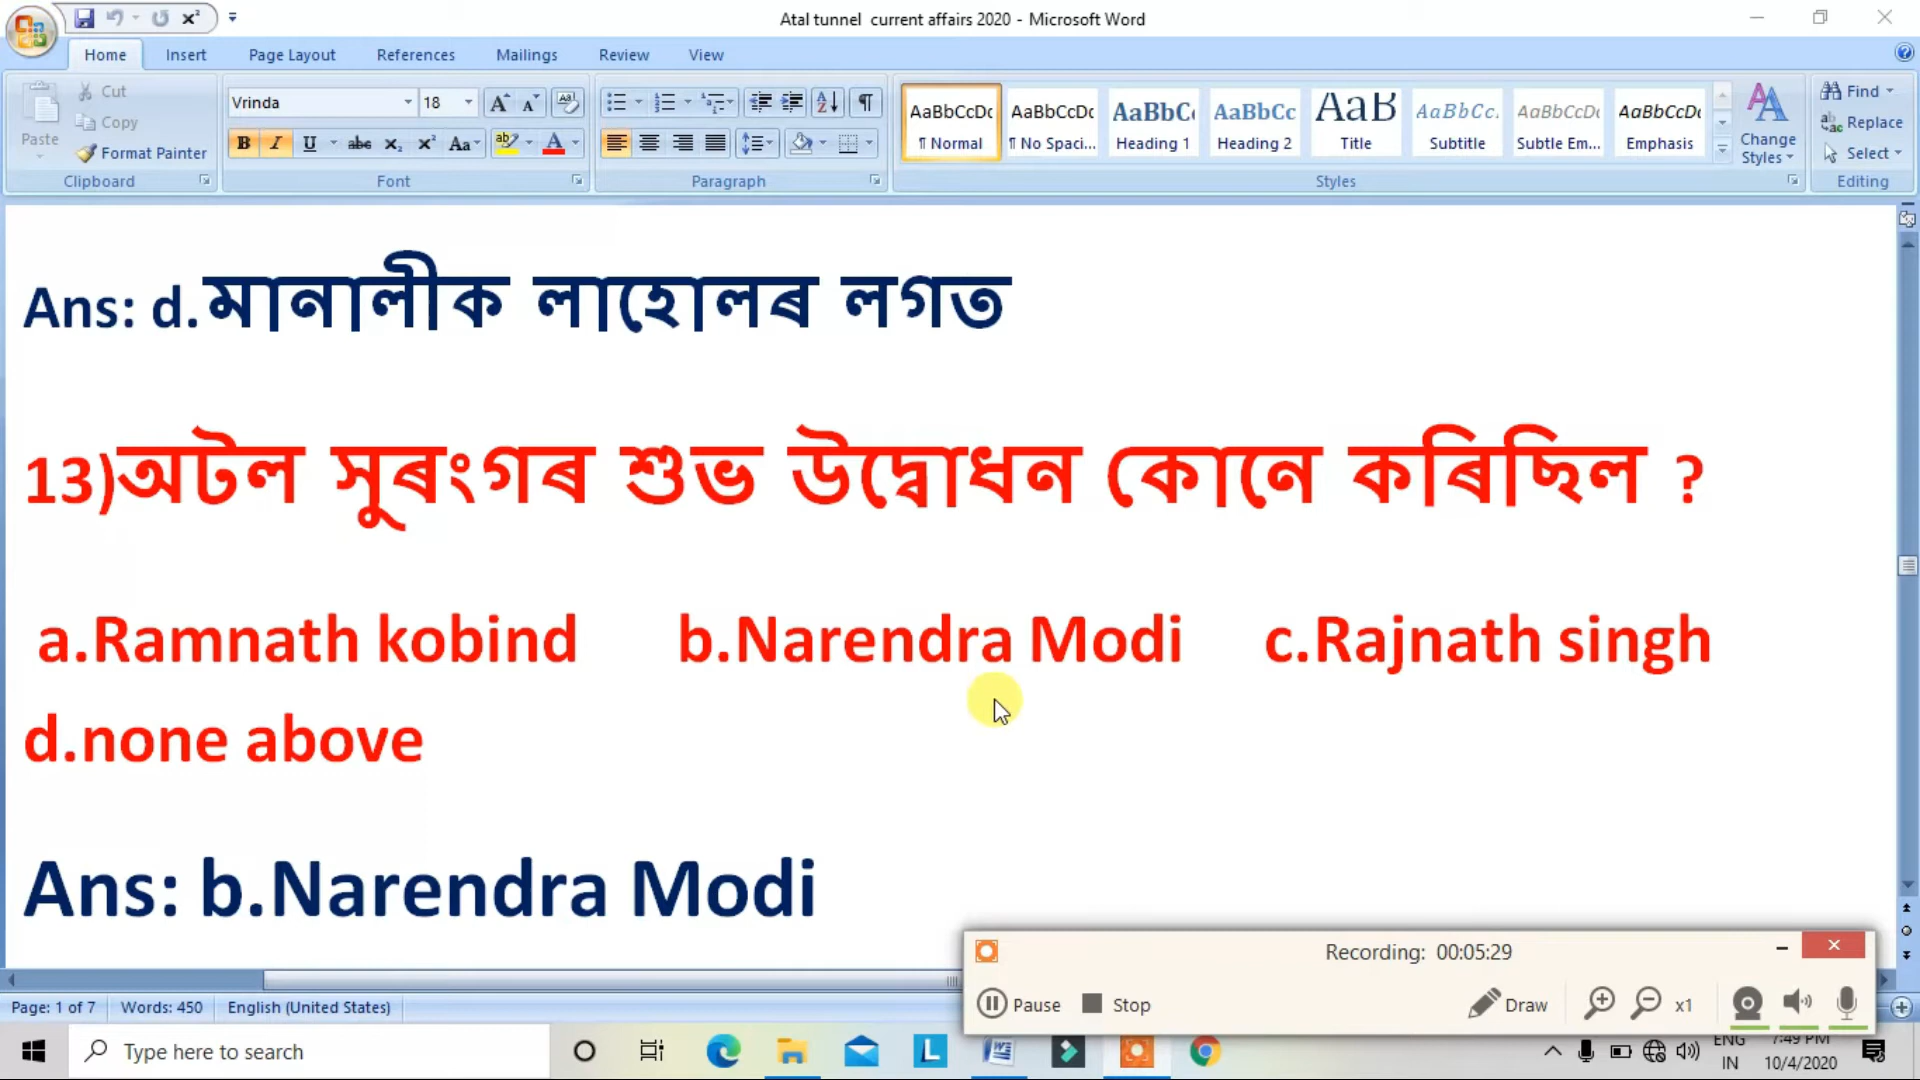 Atal tunnel current affairs 2020 - Microsoft Word
Home Insert Page Layout References Mailings Review View
Cut
Copy
Format Painter
Paste
Clipboard
Vrinda 18
Font
Paragraph
AaBbCcDc AaBbCcDc AaBbC AaBbCc AaB AaBbCc. AaBbCcDc AaBbCcDc
¶ Normal ¶ No Spaci... Heading 1 Heading 2 Title Subtitle Subtle Em... Emphasis
Change Styles
Styles
Find
Replace
Select
Editing
Ans: d.মানালীক লাহোলৰ লগত
13)অটল সুৰংগৰ শুভ উদ্বোধন কোনে কৰিছিল ?
a.Ramnath kobind b.Narendra Modi c.Rajnath singh
d.none above
Ans: b.Narendra Modi
Recording: 00:05:29
Pause Stop Draw x1
Page: 1 of 7 Words: 450 English (United States)
Type here to search
ENG
IN
7:49 PM
10/4/2020